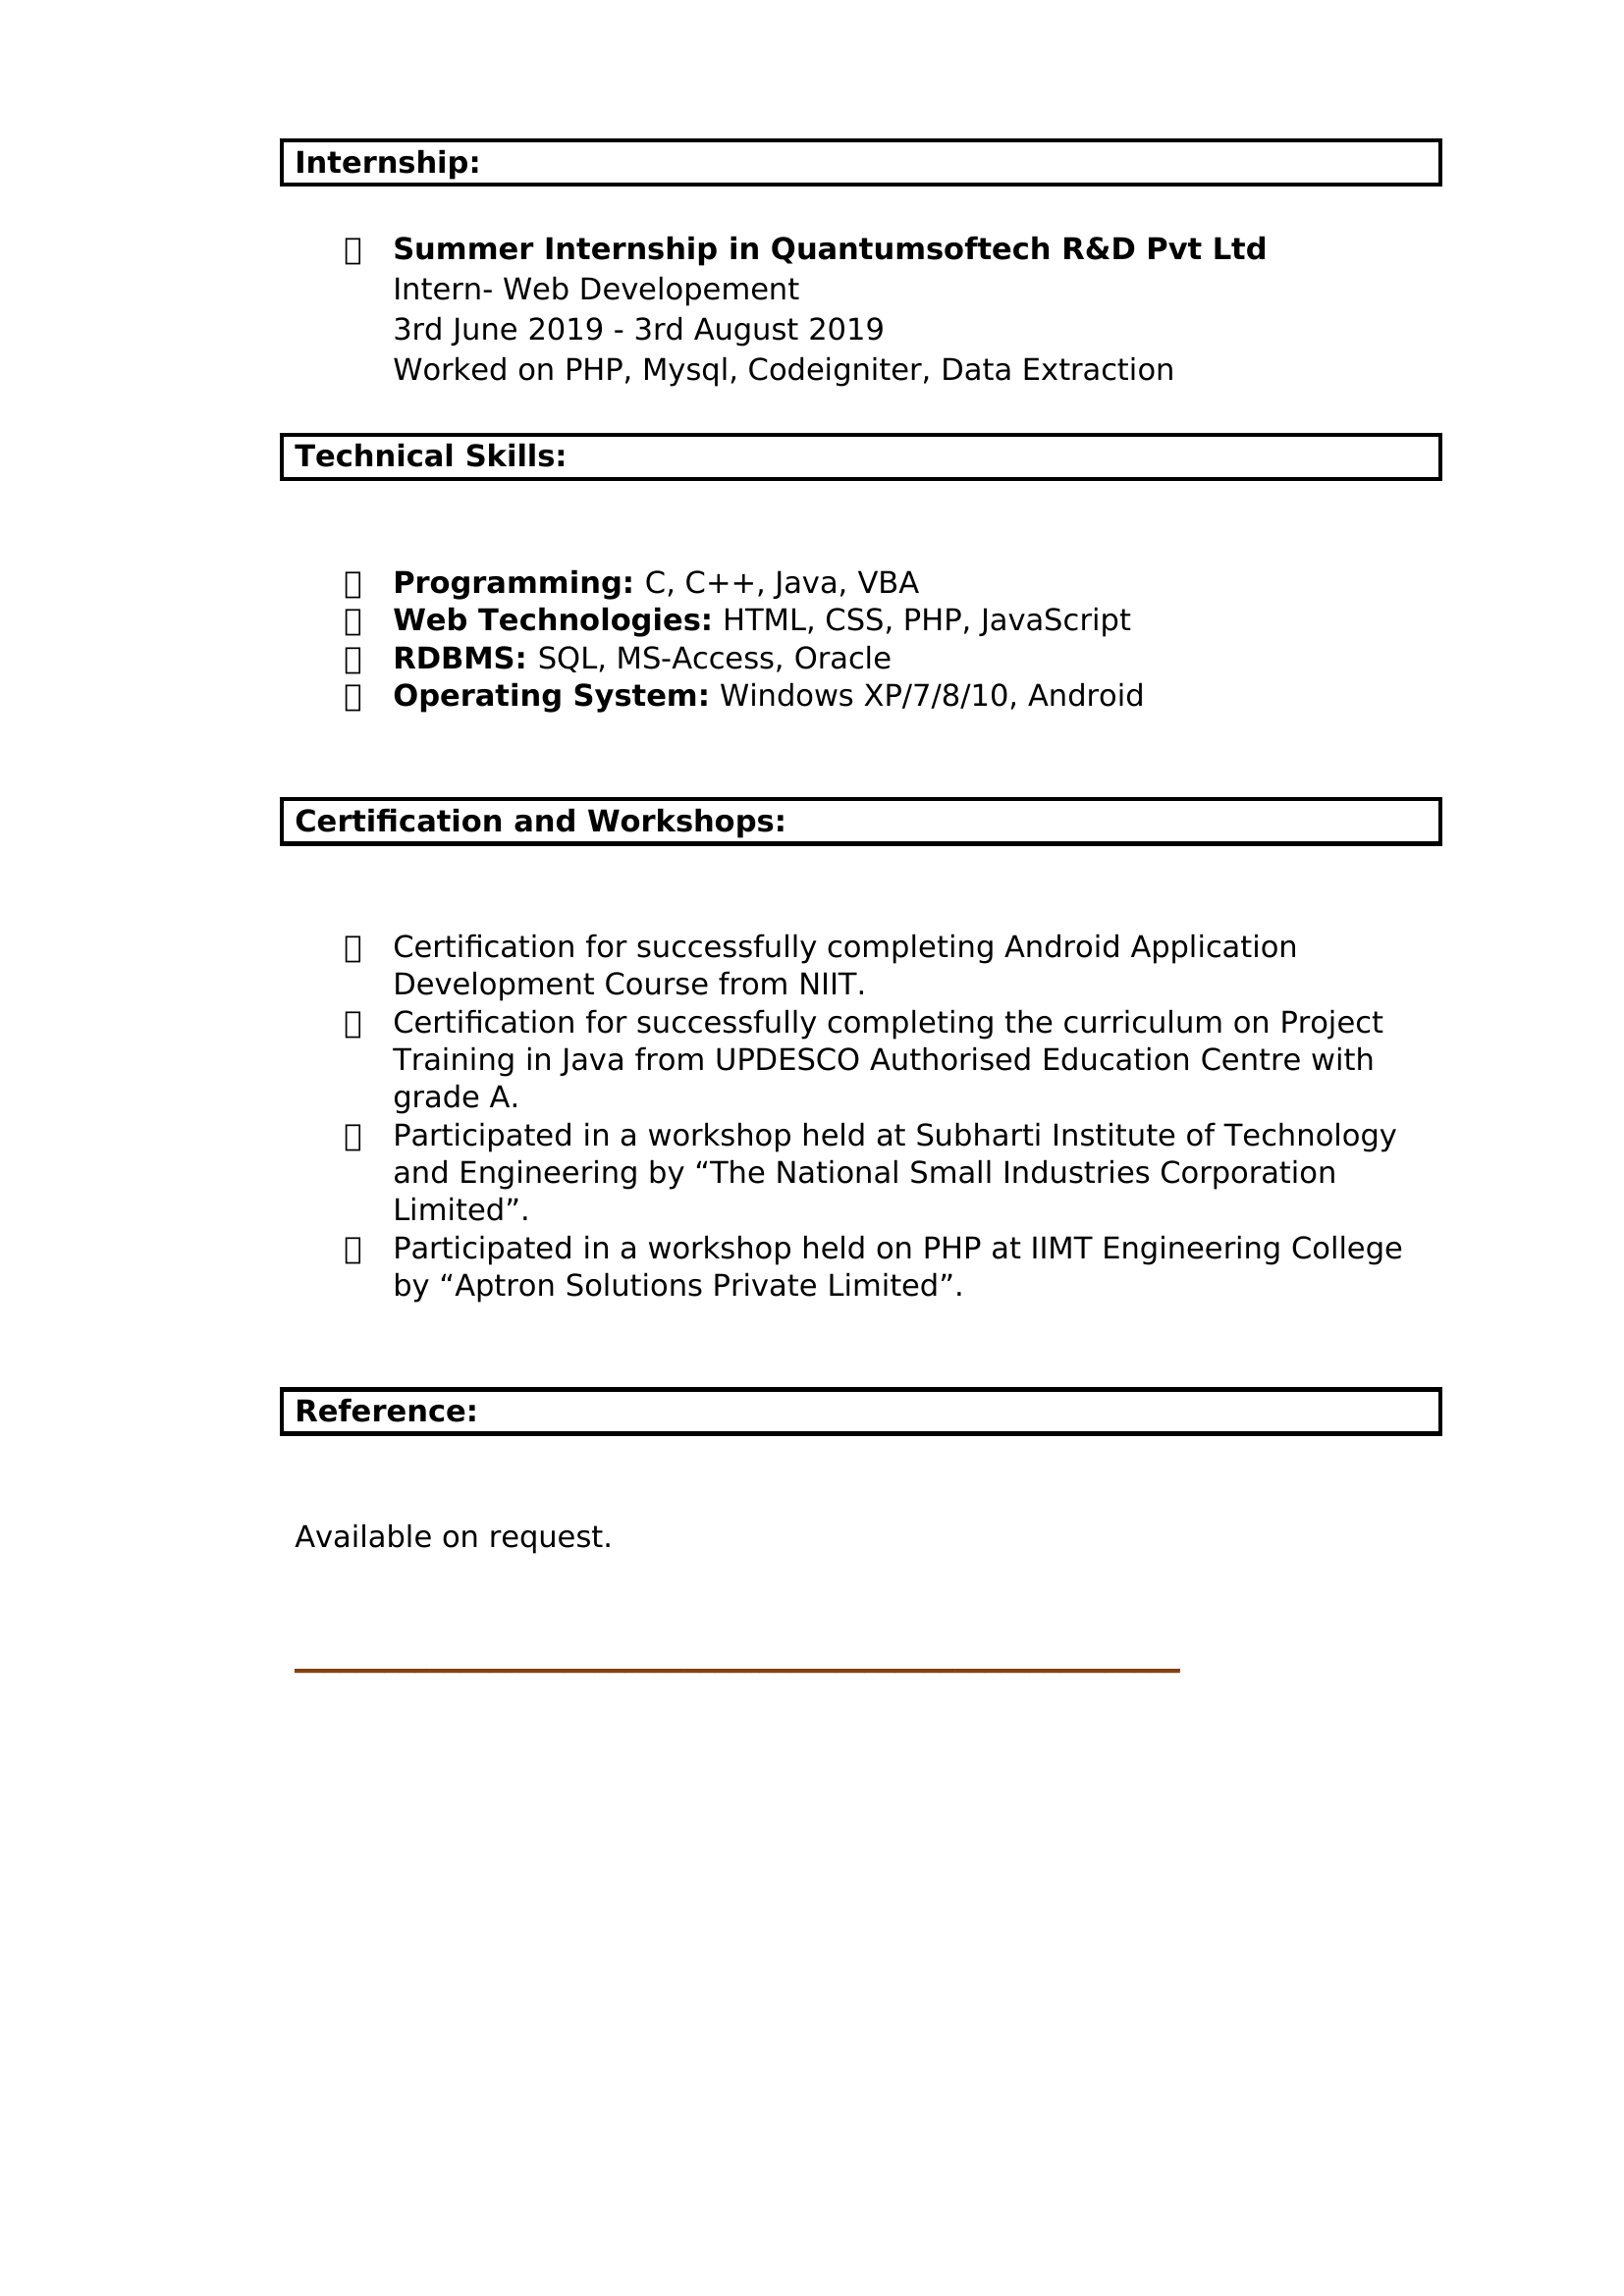 Internship:
Summer Internship in Quantumsoftech R&D Pvt Ltd
Intern- Web Developement
3rd June 2019 - 3rd August 2019
Worked on PHP, Mysql, Codeigniter, Data Extraction
Technical Skills:
Programming: C, C++, Java, VBA
Web Technologies: HTML, CSS, PHP, JavaScript
RDBMS: SQL, MS-Access, Oracle
Operating System: Windows XP/7/8/10, Android
Certification and Workshops:
Certification for successfully completing Android Application
Development Course from NIIT.
Certification for successfully completing the curriculum on Project
Training in Java from UPDESCO Authorised Education Centre with
grade A.
Participated in a workshop held at Subharti Institute of Technology
and Engineering by “The National Small Industries Corporation
Limited”.
Participated in a workshop held on PHP at IIMT Engineering College
by “Aptron Solutions Private Limited”.
Reference:
Available on request.